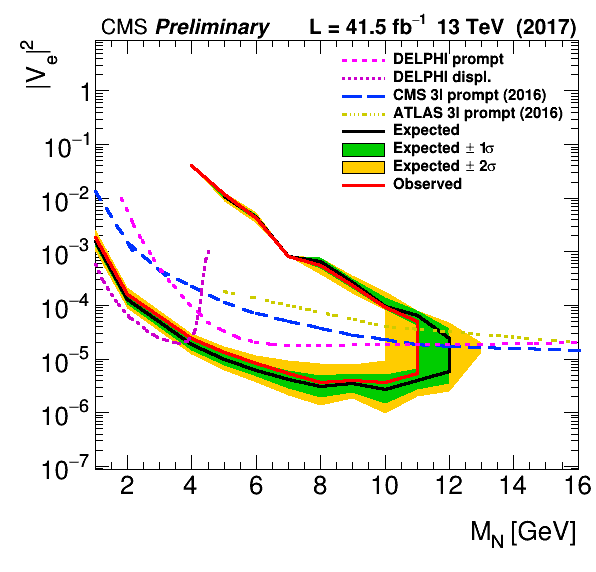 CMS Preliminary L = 41.5 fb⁻¹ 13 TeV (2017)
|Vₑ|²
DELPHI prompt
DELPHI displ.
CMS 3l prompt (2016)
ATLAS 3l prompt (2016)
Expected
Expected ± 1σ
Expected ± 2σ
Observed
1
10⁻¹
10⁻²
10⁻³
10⁻⁴
10⁻⁵
10⁻⁶
10⁻⁷
2 4 6 8 10 12 14 16
M_N [GeV]